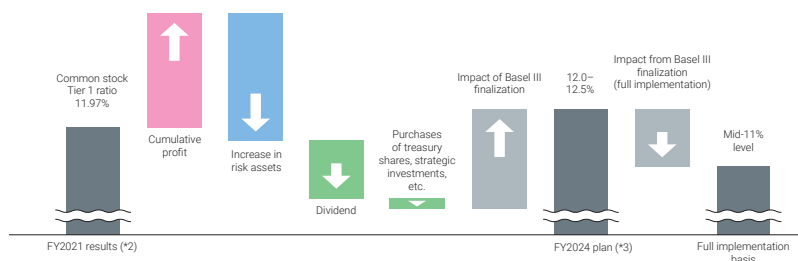 Common stock
Tier 1 ratio
11.97%
FY2021 results (*2)
Cumulative
profit
Increase in
risk assets
Dividend
Purchases
of treasury
shares, strategic
investments,
etc.
Impact of Basel III
finalization
12.0–
12.5%
FY2024 plan (*3)
Impact from Basel III
finalization
(full implementation)
Mid-11%
level
Full implementation
basis